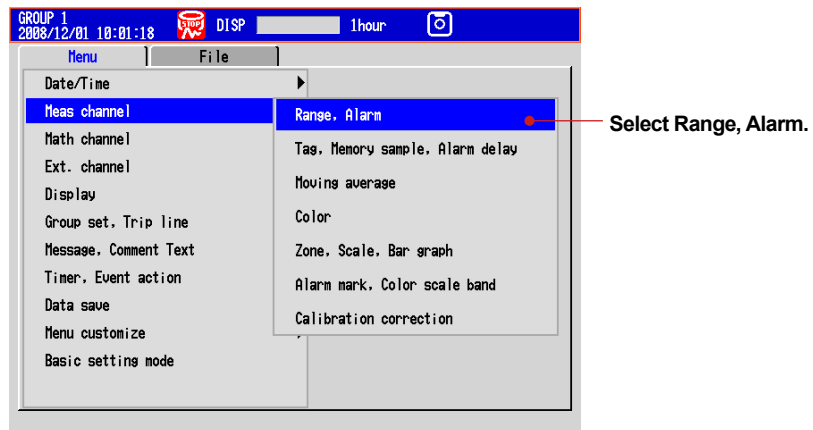 GROUP 1
2008/12/01 10:01:18 STOP DISP 1hour
Menu File
Date/Time
Meas channel
Math channel
Ext. channel
Display
Group set, Trip line
Message, Comment Text
Timer, Event action
Data save
Menu customize
Basic setting mode
Range, Alarm
Tag, Memory sample, Alarm delay
Moving average
Color
Zone, Scale, Bar graph
Alarm mark, Color scale band
Calibration correction
Select Range, Alarm.